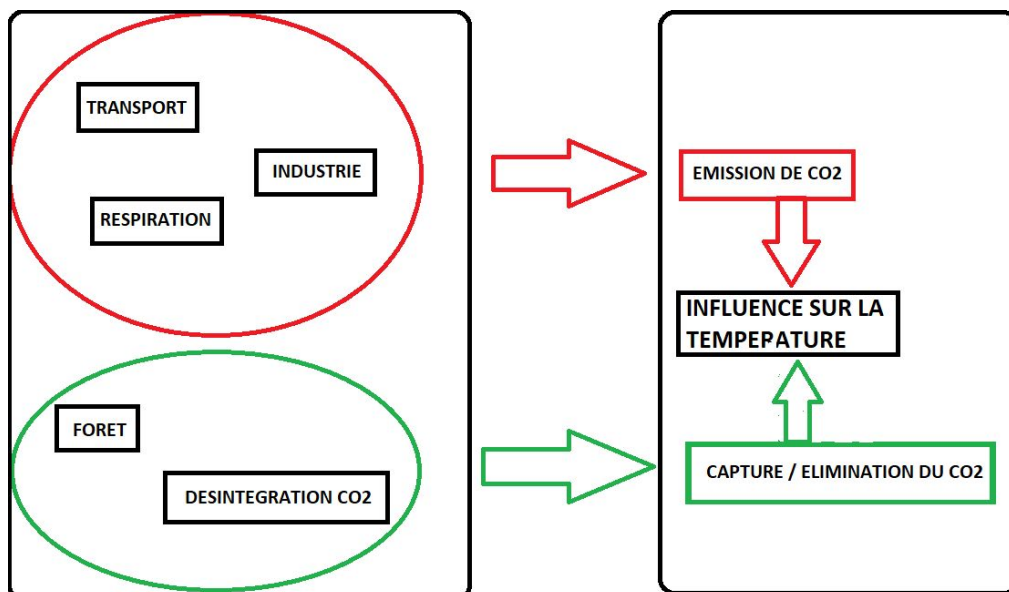 TRANSPORT
INDUSTRIE
RESPIRATION
FORET
DESINTEGRATION CO2
EMISSION DE CO2
INFLUENCE SUR LA
TEMPEPATURE
CAPTURE / ELIMINATION DU CO2